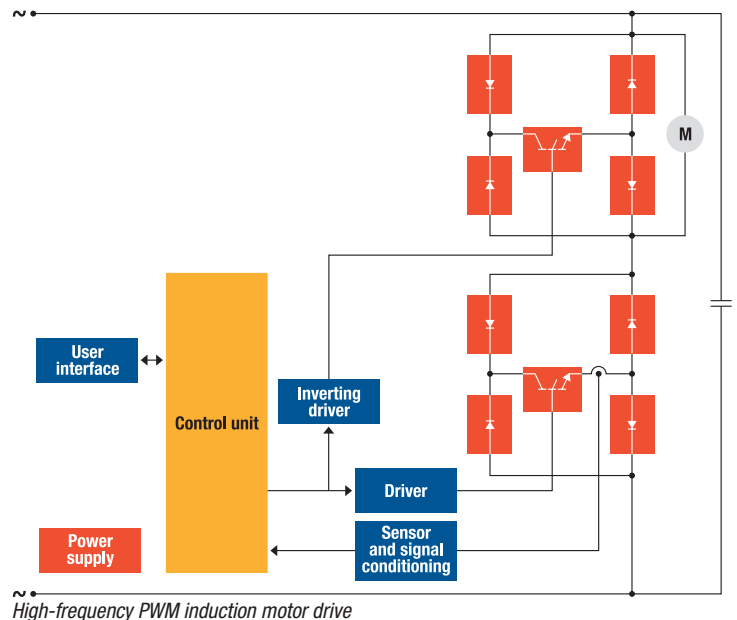 ~
M
User
interface
Control unit
Inverting
driver
Driver
Power
supply
Sensor
and signal
conditioning
~
High-frequency PWM induction motor drive